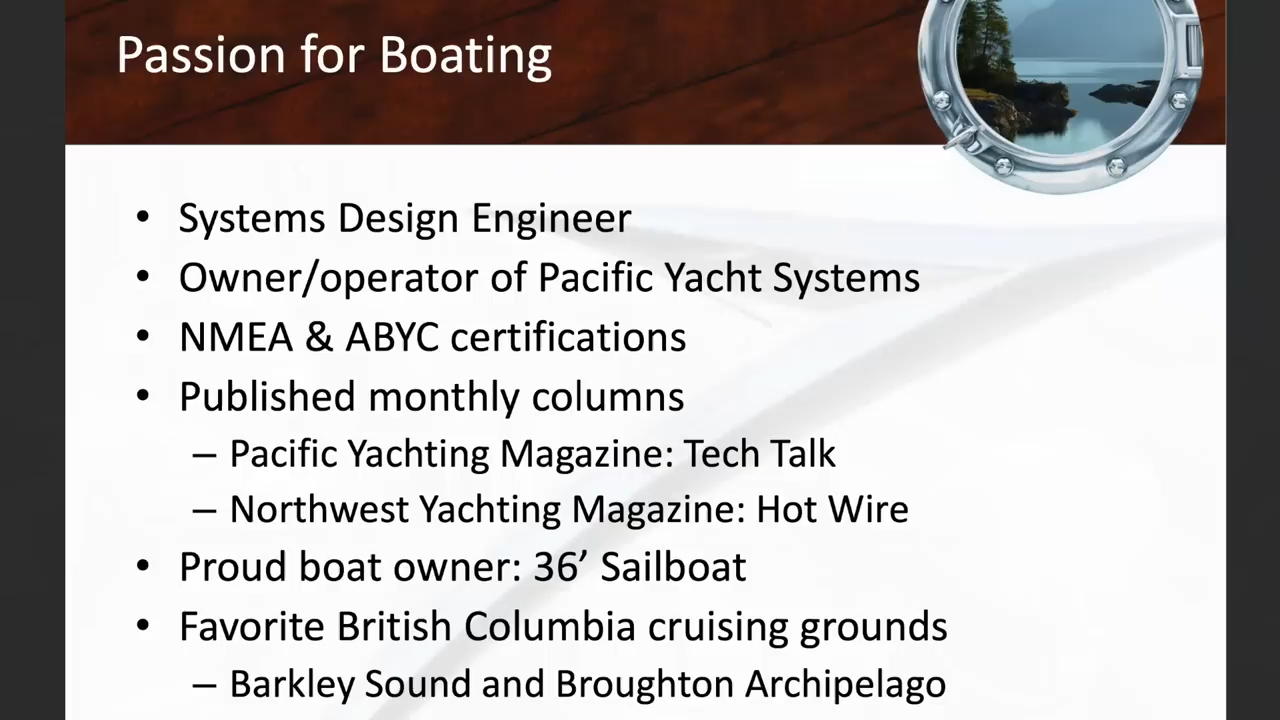 Passion for Boating
• Systems Design Engineer
• Owner/operator of Pacific Yacht Systems
• NMEA & ABYC certifications
• Published monthly columns
– Pacific Yachting Magazine: Tech Talk
– Northwest Yachting Magazine: Hot Wire
• Proud boat owner: 36’ Sailboat
• Favorite British Columbia cruising grounds
– Barkley Sound and Broughton Archipelago